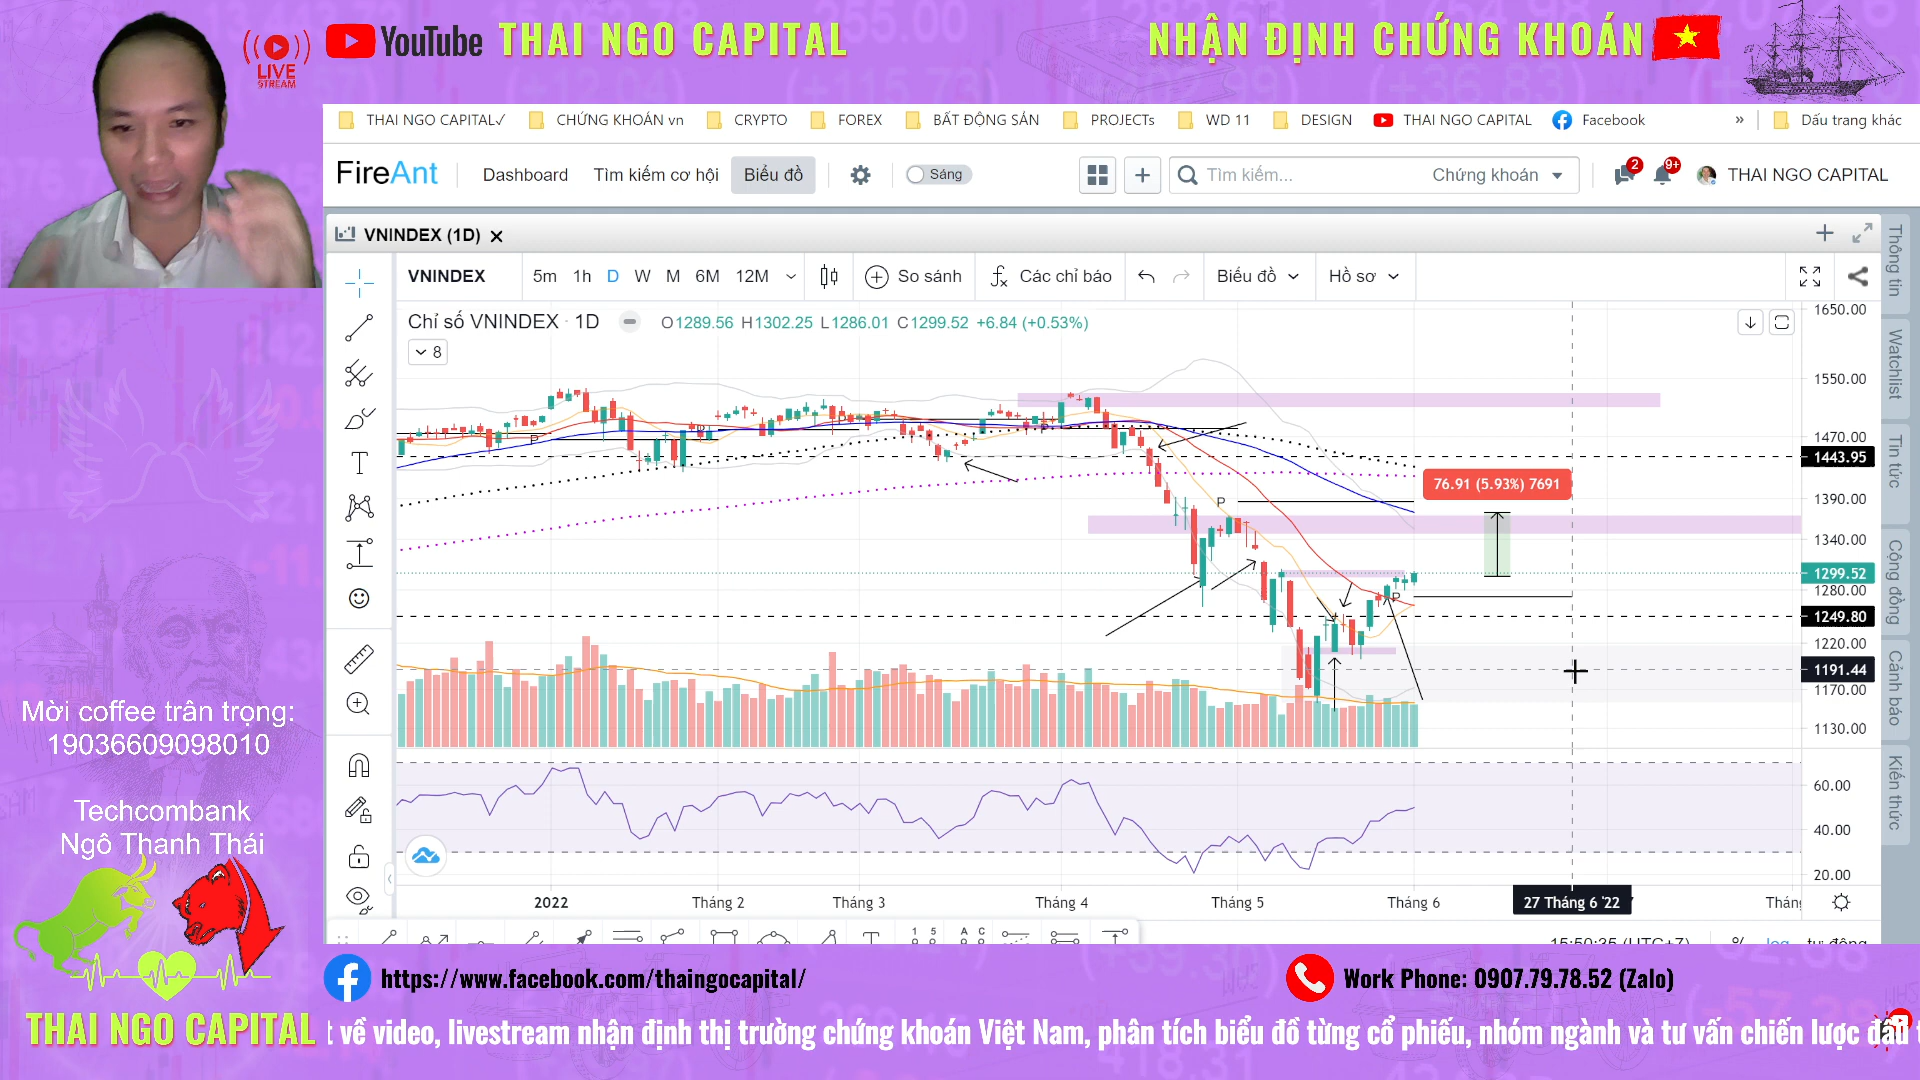 LIVE
STREAM
YouTube THAI NGO CAPITAL
NHẬN ĐỊNH CHỨNG KHOÁN
THAI NGO CAPITAL✓
CHỨNG KHOÁN vn
CRYPTO
FOREX
BẤT ĐỘNG SẢN
PROJECTs
WD 11
DESIGN
THAI NGO CAPITAL
Facebook
»
Dấu trang khác
FireAnt
Dashboard
Tìm kiếm cơ hội
Biểu đồ
Sáng
Tìm kiếm...
Chứng khoán
2
9+
THAI NGO CAPITAL
VNINDEX (1D)
VNINDEX
5m 1h D W M 6M 12M
So sánh
Các chỉ báo
Biểu đồ
Hồ sơ
Chỉ số VNINDEX · 1D
O1289.56 H1302.25 L1286.01 C1299.52 +6.84 (+0.53%)
8
P
P
P
P
P
P
76.91 (5.93%) 7691
1650.00
1550.00
1470.00
1443.95
1390.00
1340.00
1299.52
1280.00
1249.80
1220.00
1191.44
1170.00
1130.00
60.00
40.00
20.00
2022
Tháng 2
Tháng 3
Tháng 4
Tháng 5
Tháng 6
27 Tháng 6 '22
Thông tin
Watchlist
Tin tức
Cộng đồng
Cảnh báo
Kiến thức
15:50:35 (UTC+7)
%
log
tự động
Mời coffee trân trọng:
19036609098010
Techcombank
Ngô Thanh Thái
THAI NGO CAPITAL
https://www.facebook.com/thaingocapital/
Work Phone: 0907.79.78.52 (Zalo)
về video, livestream nhận định thị trường chứng khoán Việt Nam, phân tích biểu đồ từng cổ phiếu, nhóm ngành và tư vấn chiến lược đầu